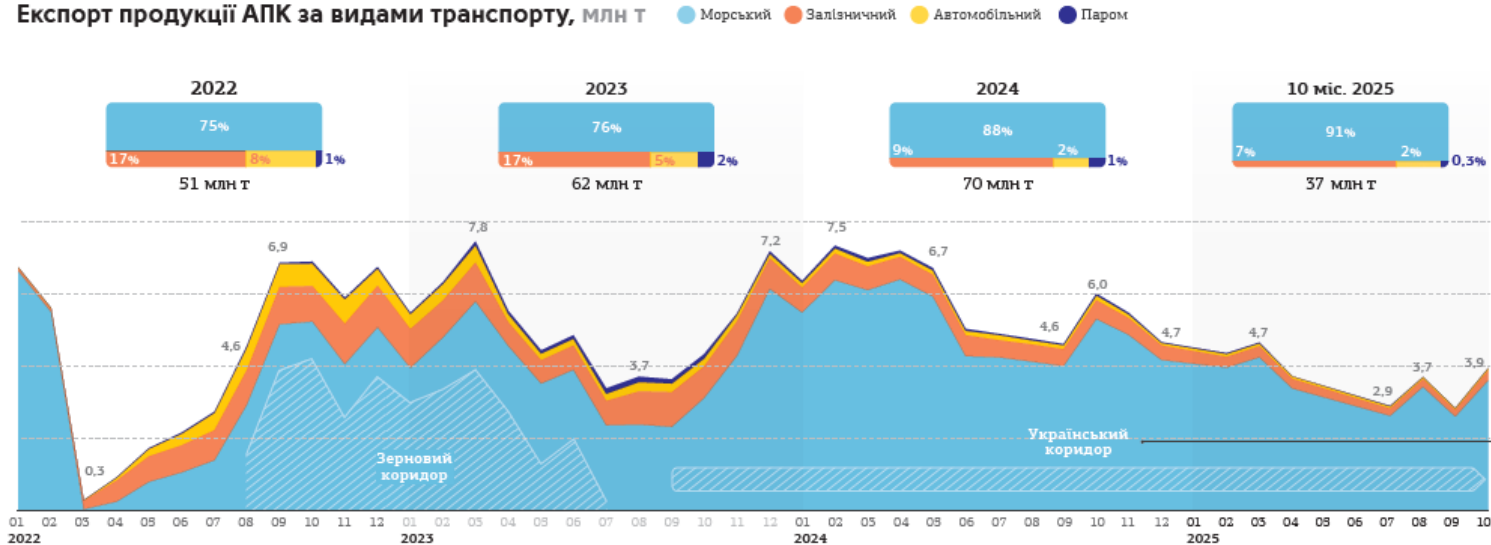 Експорт продукції АПК за видами транспорту, млн т
Морський Залізничний Автомобільний Паром
2022 2023 2024 10 міс. 2025
75% 76% 88% 91%
17% 8% 1% 17% 5% 2% 9% 2% 1% 7% 2% 0,3%
51 млн т 62 млн т 70 млн т 37 млн т
0,3 4,6 6,9 7,8 3,7 7,2 7,5 6,7 4,6 6,0 4,7 4,7 2,9 3,7 3,9
Зерновий
коридор
Український
коридор
01 02 03 04 05 06 07 08 09 10 11 12 01 02 03 04 05 06 07 08 09 10 11 12 01 02 03 04 05 06 07 08 09 10 11 12 01 02 03 04 05 06 07 08 09 10
2022 2023 2024 2025